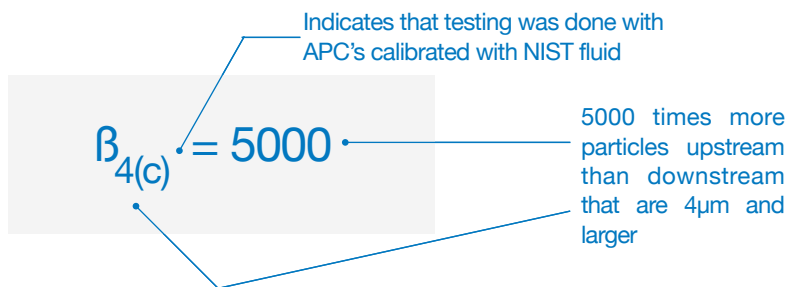 Indicates that testing was done with
APC's calibrated with NIST fluid
ß4(c) = 5000
5000 times more
particles upstream
than downstream
that are 4µm and
larger